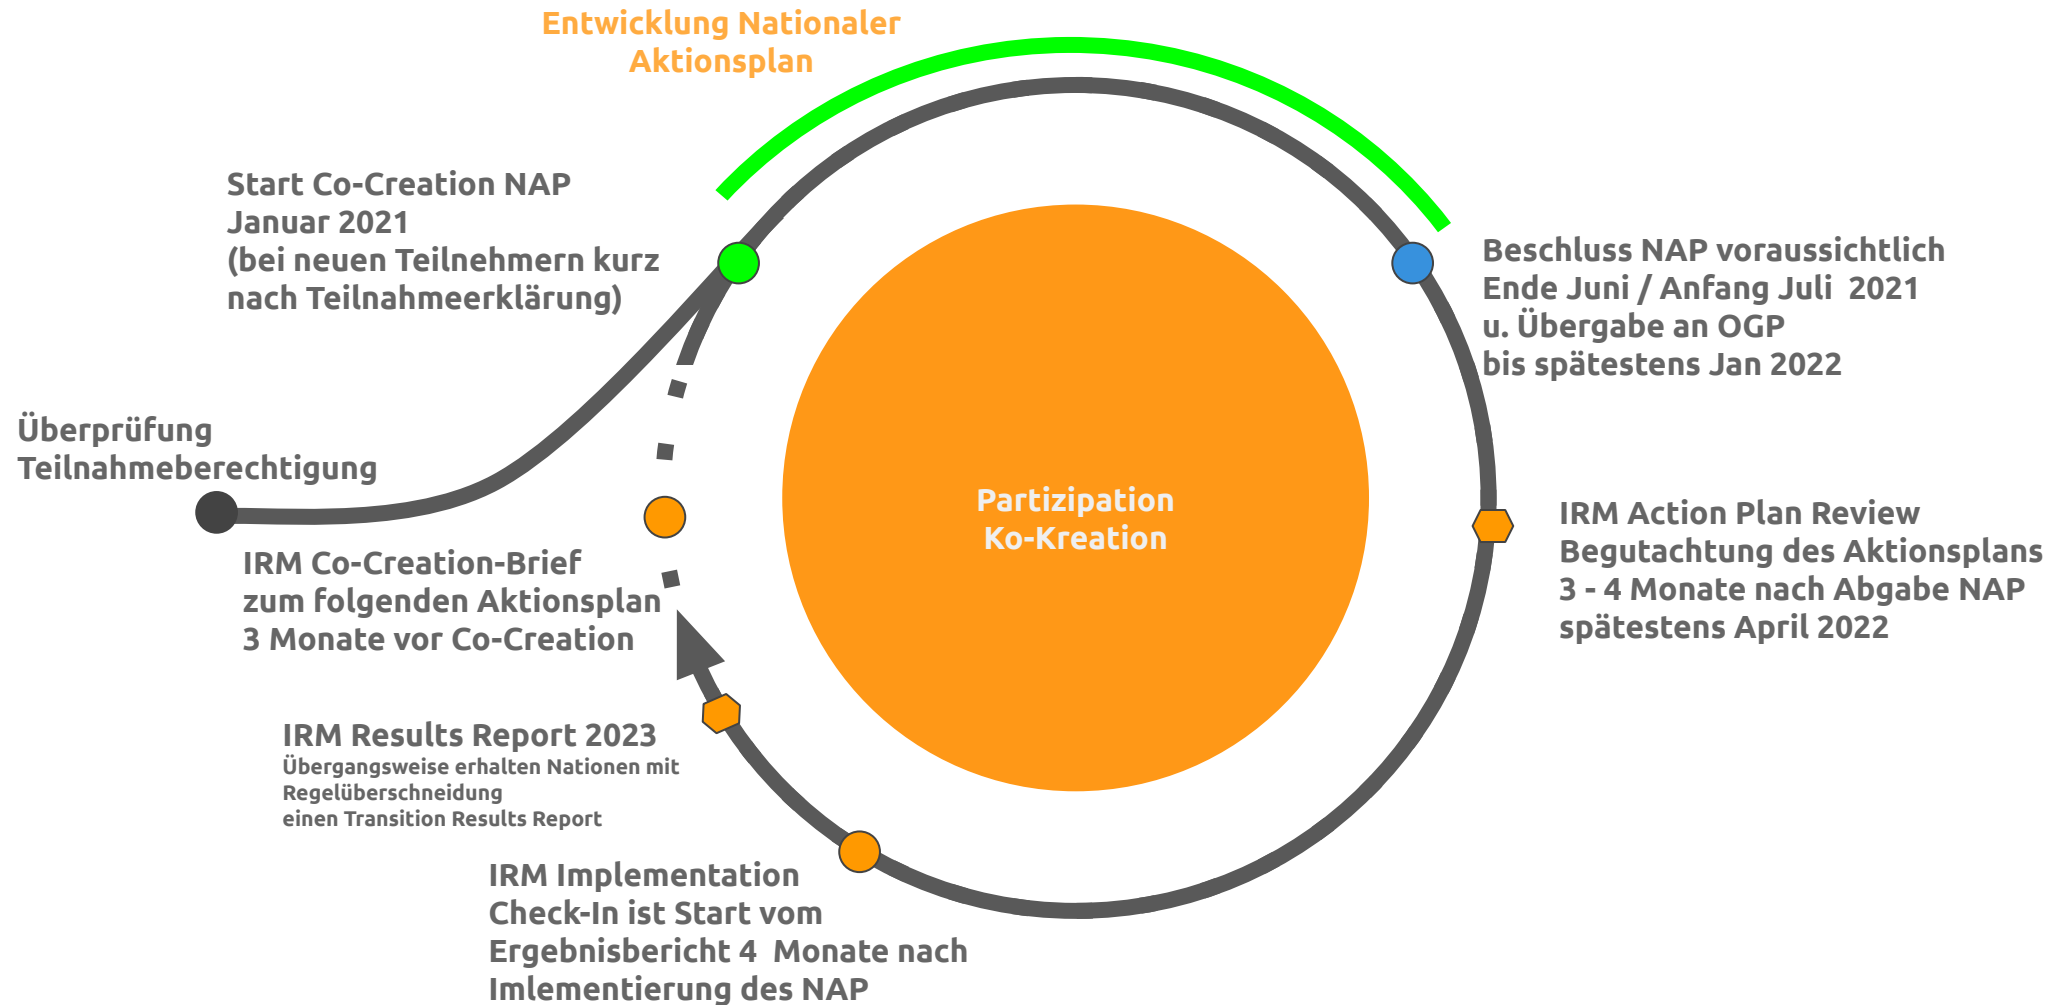 Entwicklung Nationaler
Aktionsplan
Start Co-Creation NAP
Januar 2021
(bei neuen Teilnehmern kurz
nach Teilnahmeerklärung)
Beschluss NAP voraussichtlich
Ende Juni / Anfang Juli  2021
u. Übergabe an OGP
bis spätestens Jan 2022
Überprüfung
Teilnahmeberechtigung
Partizipation
Ko-Kreation
IRM Action Plan Review
Begutachtung des Aktionsplans
3 - 4 Monate nach Abgabe NAP
spätestens April 2022
IRM Co-Creation-Brief
zum folgenden Aktionsplan
3 Monate vor Co-Creation
IRM Results Report 2023
Übergangsweise erhalten Nationen mit
Regelüberschneidung
einen Transition Results Report
IRM Implementation
Check-In ist Start vom
Ergebnisbericht 4  Monate nach
Imlementierung des NAP